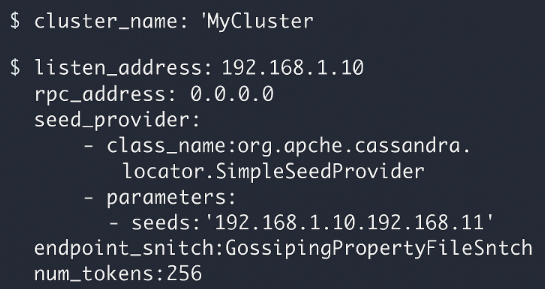 $ cluster_name: 'MyCluster
$ listen_address: 192.168.1.10
rpc_address: 0.0.0.0
seed_provider:
- class_name:org.apche.cassandra.
locator.SimpleSeedProvider
- parameters:
- seeds:'192.168.1.10.192.168.11'
endpoint_snitch:GossipingPropertyFileSntch
num_tokens:256